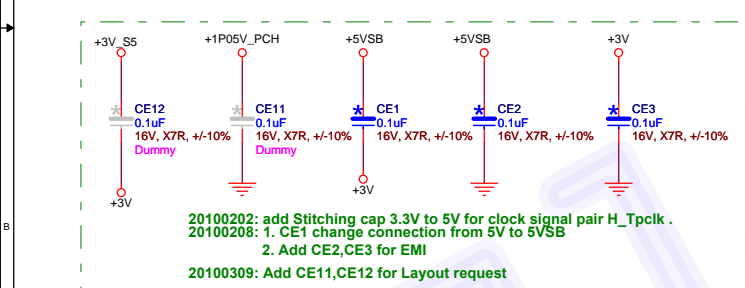 +3V_S5 +1P05V_PCH +5VSB +5VSB +3V
* CE12 * CE11 * CE1 * CE2 * CE3
0.1uF 0.1uF 0.1uF 0.1uF 0.1uF
16V, X7R, +/-10% 16V, X7R, +/-10% 16V, X7R, +/-10% 16V, X7R, +/-10% 16V, X7R, +/-10%
Dummy Dummy
+3V +3V
20100202: add Stitching cap 3.3V to 5V for clock signal pair H_Tpclk .
B
20100208: 1. CE1 change connection from 5V to 5VSB
2. Add CE2,CE3 for EMI
20100309: Add CE11,CE12 for Layout request